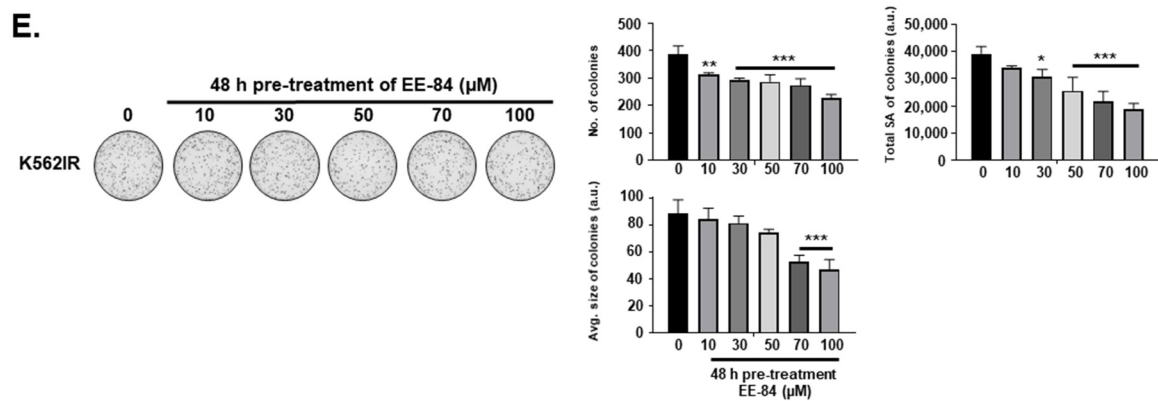 E.
48 h pre-treatment of EE-84 (µM)
0 10 30 50 70 100
K562IR
No. of colonies
500
400
300
200
100
0
** ***
0 10 30 50 70 100
Total SA of colonies (a.u.)
50,000
40,000
30,000
20,000
10,000
0
* ***
0 10 30 50 70 100
Avg. size of colonies (a.u.)
100
80
60
40
20
0
***
0 10 30 50 70 100
48 h pre-treatment
EE-84 (µM)